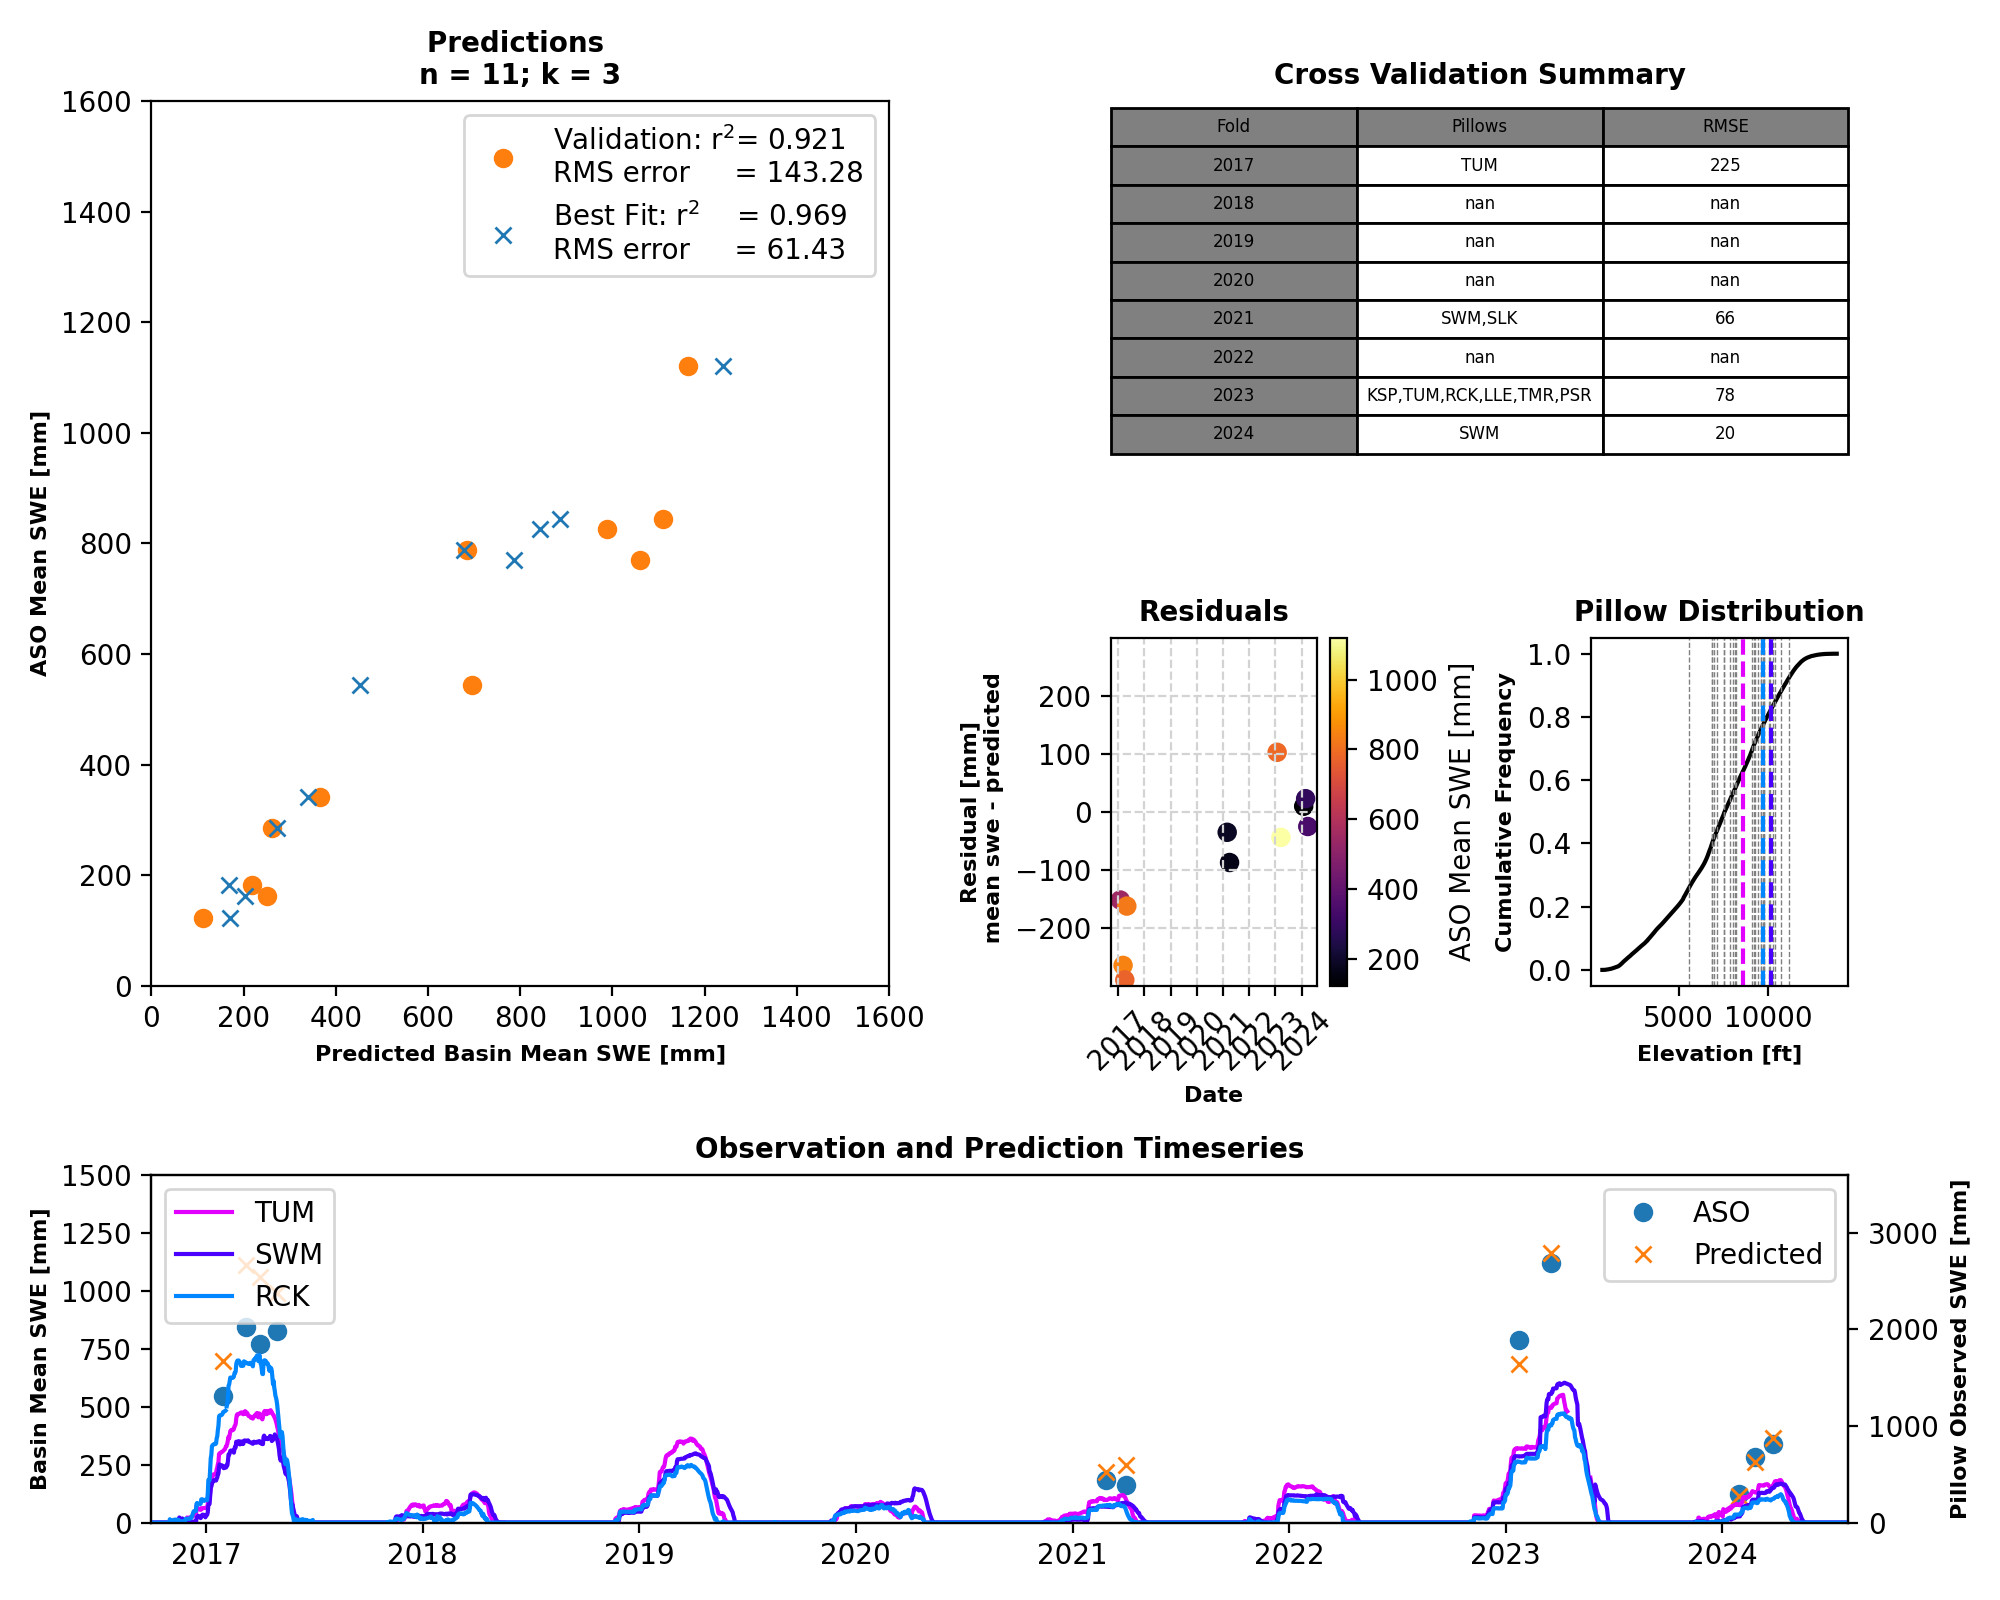 Predictions
n = 11; k = 3
1600
1400
1200
1000
800
600
400
200
0
ASO Mean SWE [mm]
Validation: r²= 0.921
RMS error = 143.28
Best Fit: r² = 0.969
RMS error = 61.43
0 200 400 600 800 1000 1200 1400 1600
Predicted Basin Mean SWE [mm]
Cross Validation Summary
Fold Pillows RMSE
2017 TUM 225
2018 nan nan
2019 nan nan
2020 nan nan
2021 SWM,SLK 66
2022 nan nan
2023 KSP,TUM,RCK,LLE,TMR,PSR 78
2024 SWM 20
Residuals
Residual [mm]
mean swe - predicted
200
100
0
−100
−200
2017 2018 2019 2020 2021 2022 2023 2024
Date
1000
800
600
400
200
ASO Mean SWE [mm]
Pillow Distribution
Cumulative Frequency
1.0
0.8
0.6
0.4
0.2
0.0
5000 10000
Elevation [ft]
Observation and Prediction Timeseries
Basin Mean SWE [mm]
1500
1250
1000
750
500
250
0
TUM
SWM
RCK
ASO
Predicted
3000
2000
1000
0
Pillow Observed SWE [mm]
2017 2018 2019 2020 2021 2022 2023 2024